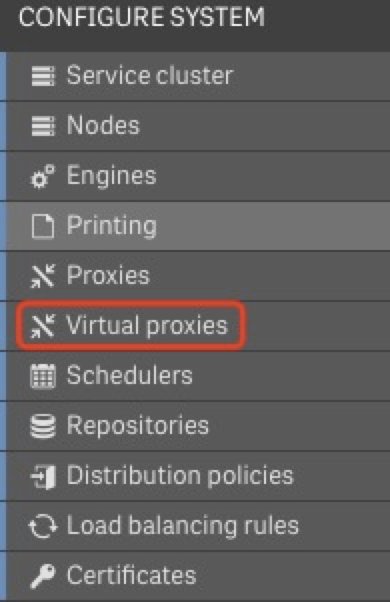 CONFIGURE SYSTEM
Service cluster
Nodes
Engines
Printing
Proxies
Virtual proxies
Schedulers
Repositories
Distribution policies
Load balancing rules
Certificates